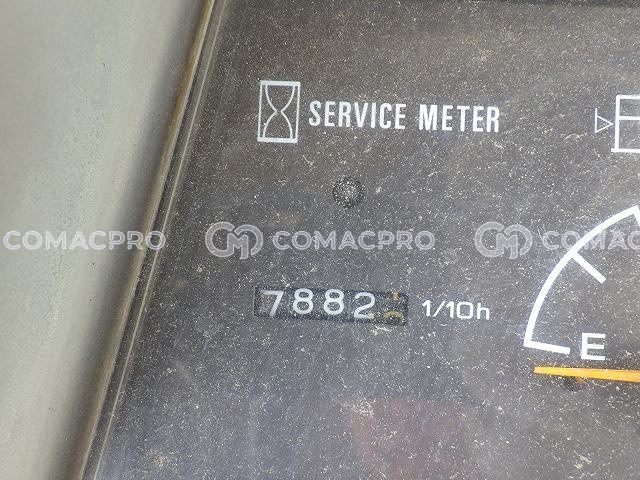 SERVICE METER
COMACPRO COMACPRO COMACPRO
7882 1/10h
E